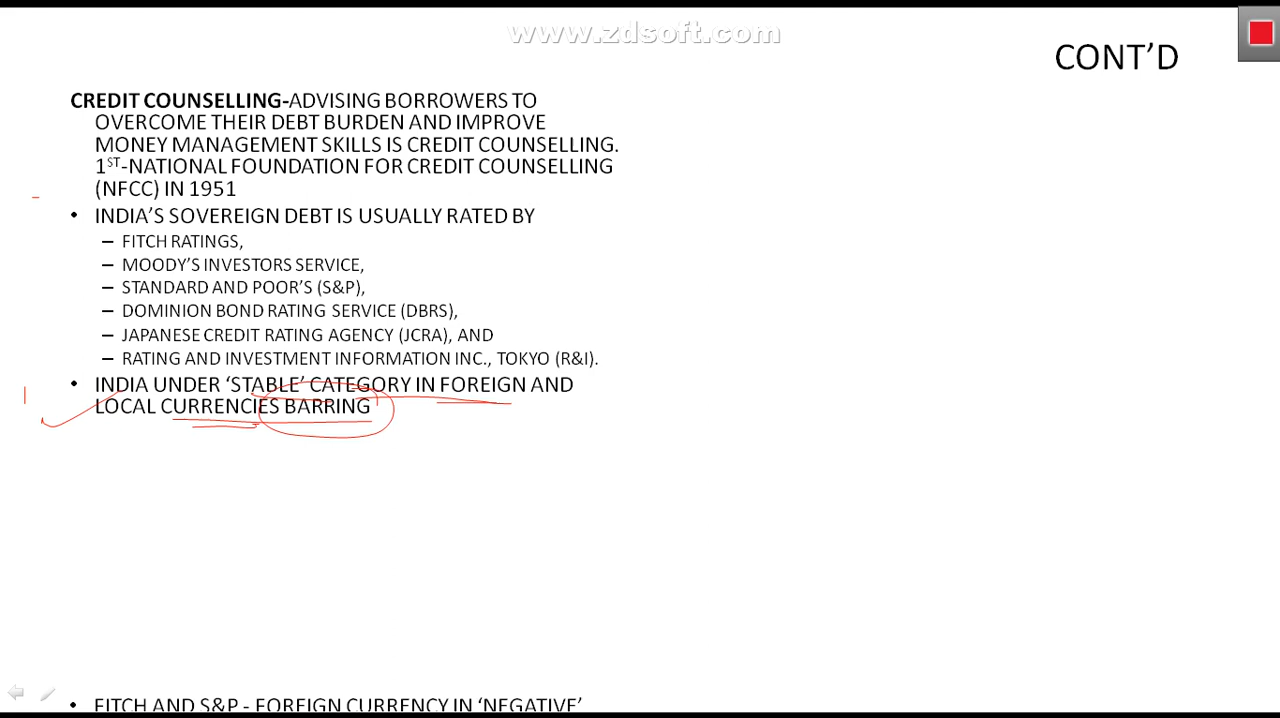 www.zdsoft.com
CONT’D
CREDIT COUNSELLING-ADVISING BORROWERS TO
OVERCOME THEIR DEBT BURDEN AND IMPROVE
MONEY MANAGEMENT SKILLS IS CREDIT COUNSELLING.
1ST-NATIONAL FOUNDATION FOR CREDIT COUNSELLING
(NFCC) IN 1951
• INDIA’S SOVEREIGN DEBT IS USUALLY RATED BY
– FITCH RATINGS,
– MOODY’S INVESTORS SERVICE,
– STANDARD AND POOR’S (S&P),
– DOMINION BOND RATING SERVICE (DBRS),
– JAPANESE CREDIT RATING AGENCY (JCRA), AND
– RATING AND INVESTMENT INFORMATION INC., TOKYO (R&I).
• INDIA UNDER ‘STABLE’ CATEGORY IN FOREIGN AND
LOCAL CURRENCIES BARRING
• FITCH AND S&P - FOREIGN CURRENCY IN ‘NEGATIVE’